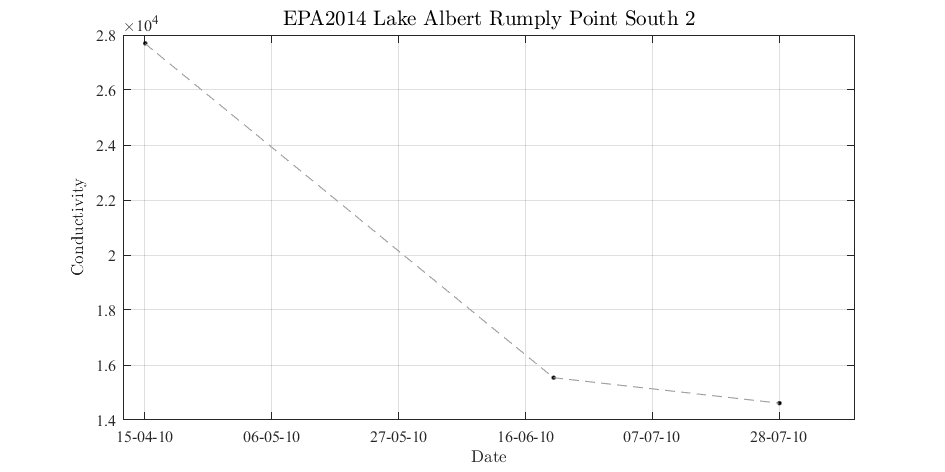 EPA2014 Lake Albert Rumply Point South 2
×10⁴
2.8
2.6
2.4
2.2
2
1.8
1.6
1.4
Conductivity
15-04-10 06-05-10 27-05-10 16-06-10 07-07-10 28-07-10
Date